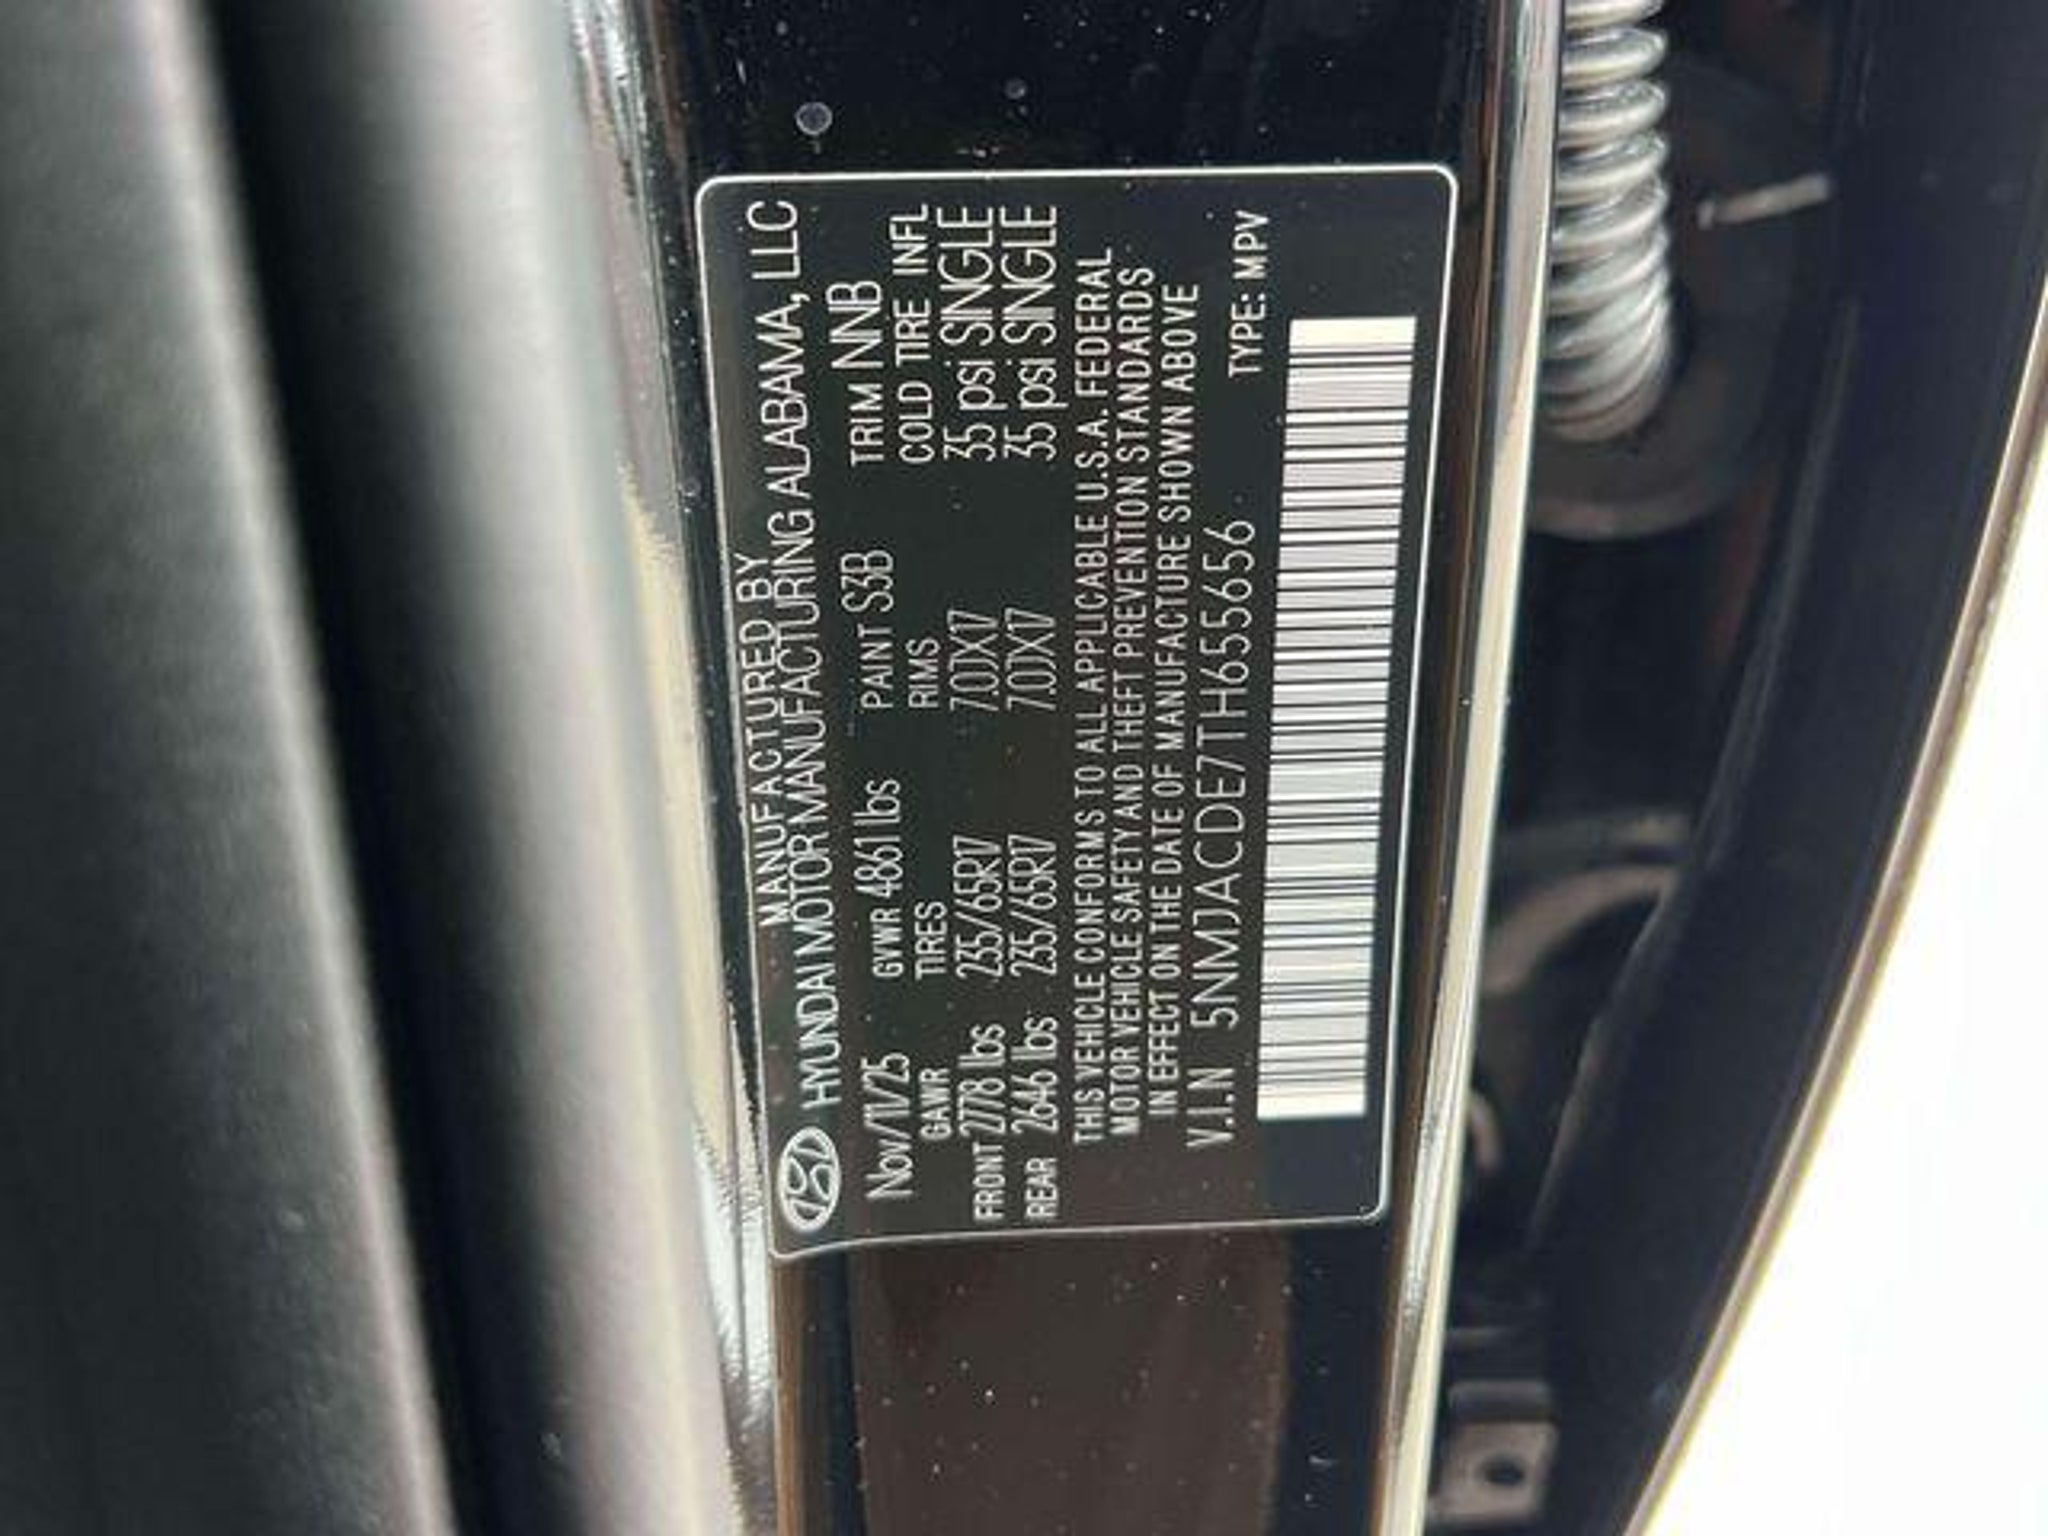 MANUFACTURED BY
HYUNDAI MOTOR MANUFACTURING ALABAMA, LLC
Nov/11/25 GVWR 4861 lbs PAINT S3B TRIM NNB
GAWR TIRES RIMS COLD TIRE INFL
FRONT 2778 lbs 235/65R17 7.0JX17 35 psi SINGLE
REAR 2646 lbs 235/65R17 7.0JX17 35 psi SINGLE
THIS VEHICLE CONFORMS TO ALL APPLICABLE U.S.A. FEDERAL
MOTOR VEHICLE SAFETY AND THEFT PREVENTION STANDARDS
IN EFFECT ON THE DATE OF MANUFACTURE SHOWN ABOVE
V.I.N 5NMJACDE7TH655656 TYPE: MPV